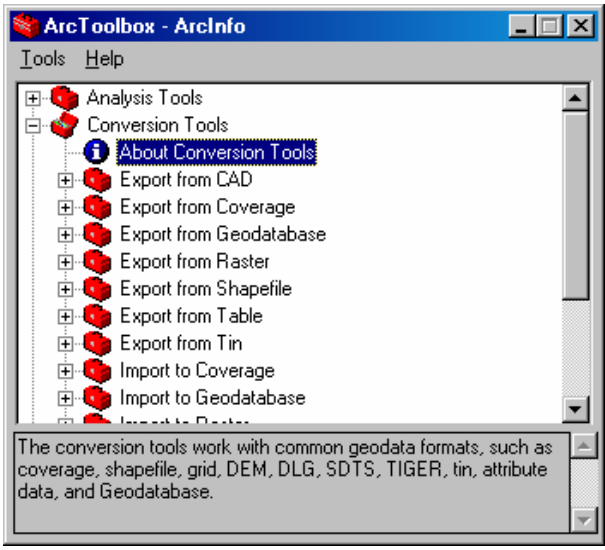 ArcToolbox - ArcInfo
Tools Help
Analysis Tools
Conversion Tools
About Conversion Tools
Export from CAD
Export from Coverage
Export from Geodatabase
Export from Raster
Export from Shapefile
Export from Table
Export from Tin
Import to Coverage
Import to Geodatabase
Import to Raster
The conversion tools work with common geodata formats, such as
coverage, shapefile, grid, DEM, DLG, SDTS, TIGER, tin, attribute
data, and Geodatabase.